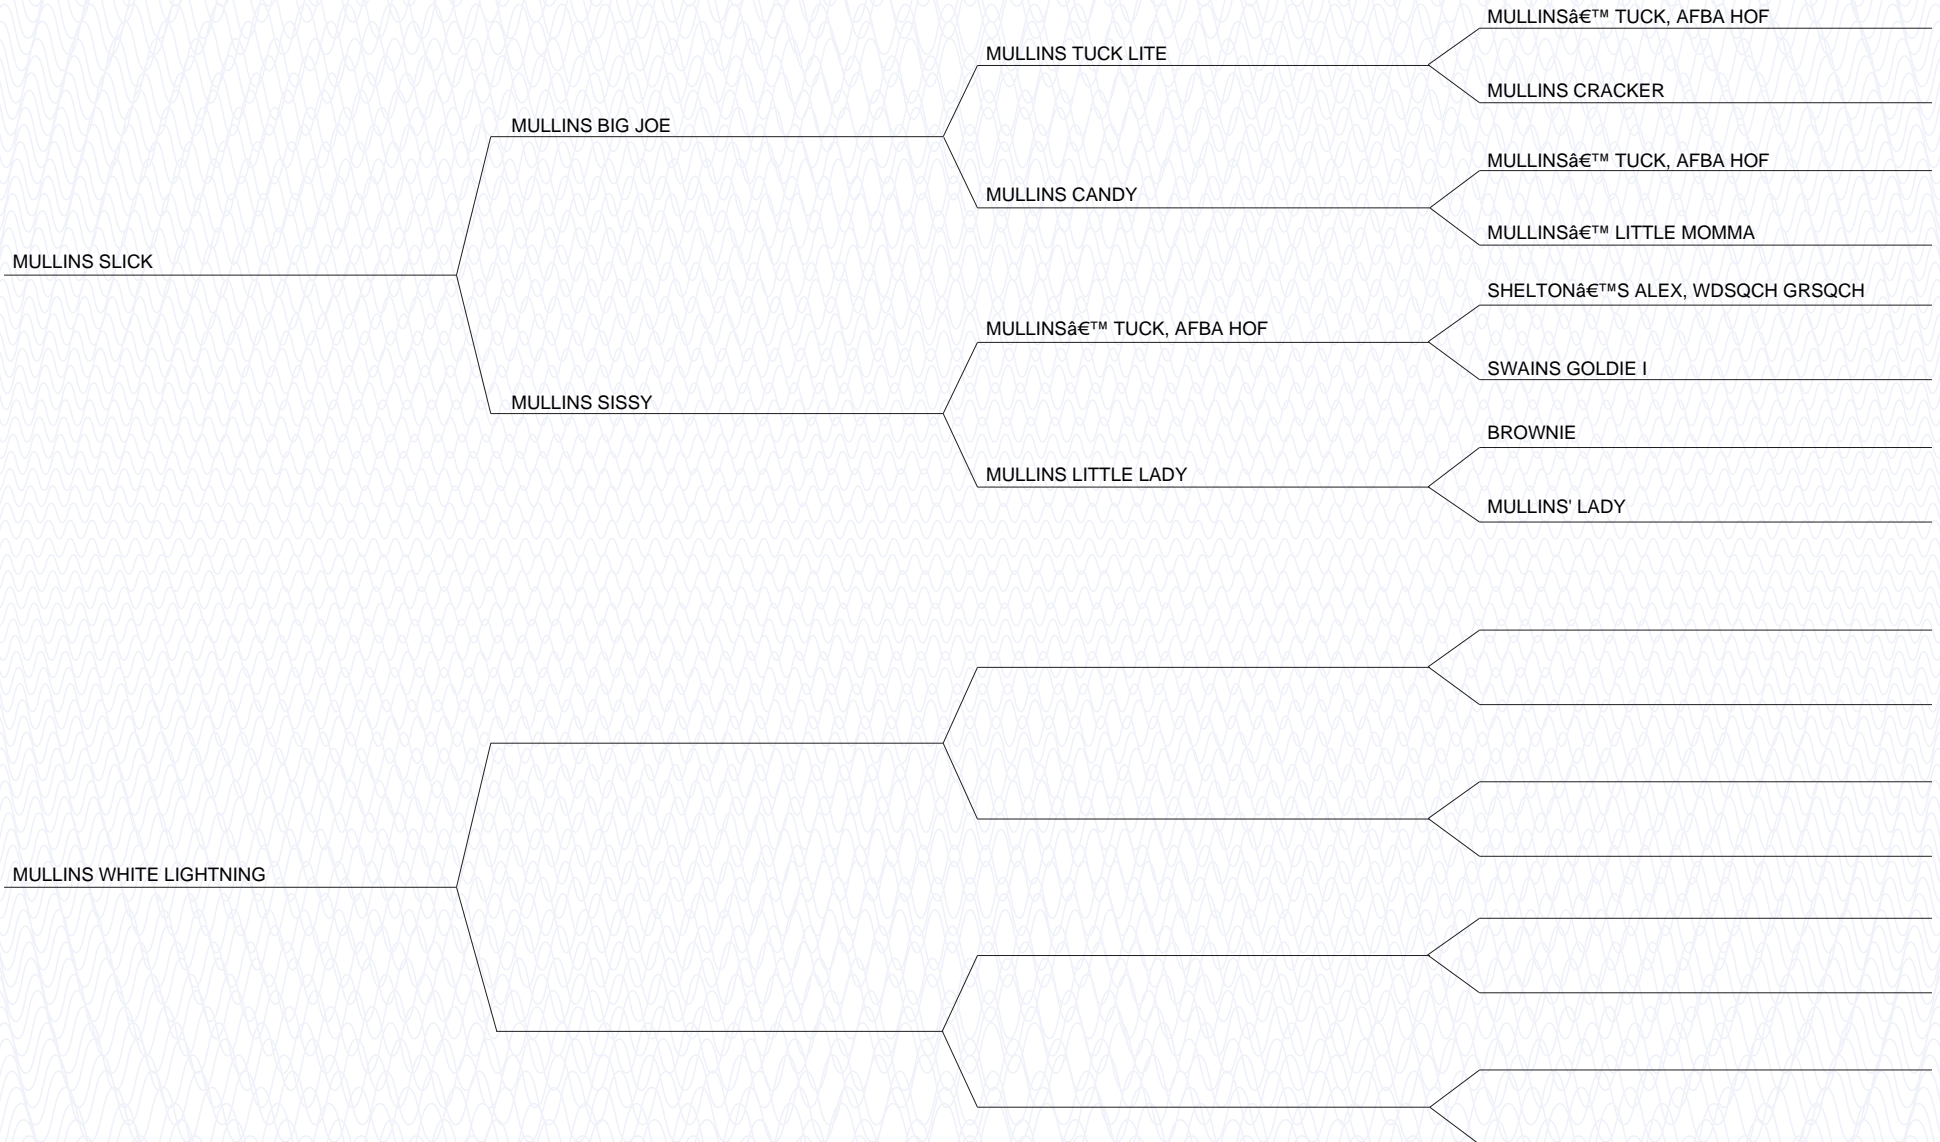 MULLINSâ€™ TUCK, AFBA HOF
MULLINS TUCK LITE
MULLINS CRACKER
MULLINS BIG JOE
MULLINSâ€™ TUCK, AFBA HOF
MULLINS CANDY
MULLINSâ€™ LITTLE MOMMA
MULLINS SLICK
SHELTONâ€™S ALEX, WDSQCH GRSQCH
MULLINSâ€™ TUCK, AFBA HOF
SWAINS GOLDIE I
MULLINS SISSY
BROWNIE
MULLINS LITTLE LADY
MULLINS' LADY
MULLINS WHITE LIGHTNING